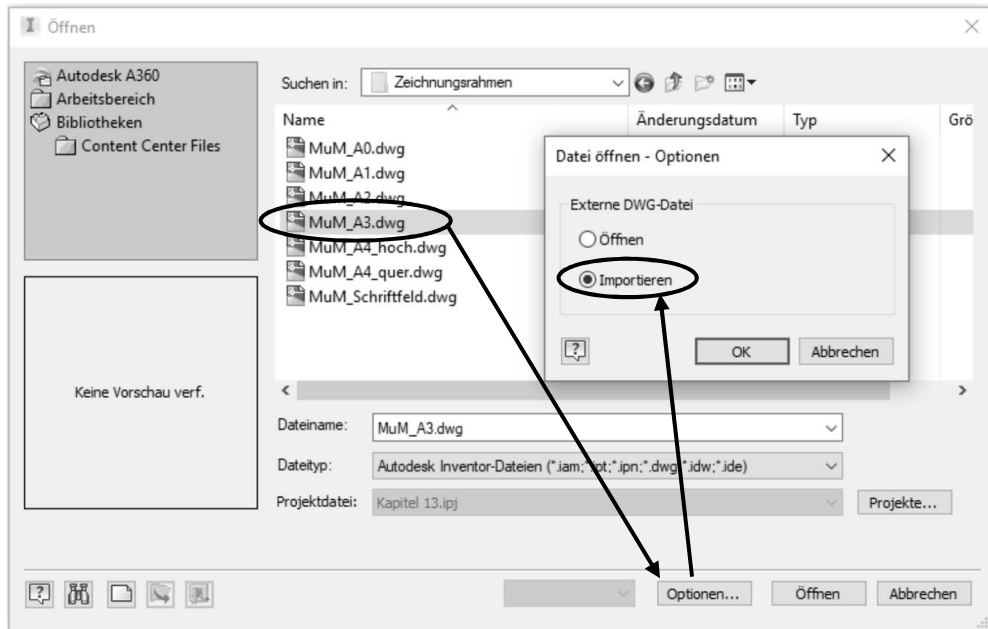 Öffnen
Autodesk A360
Arbeitsbereich
Bibliotheken
Content Center Files
Suchen in: Zeichnungsrahmen
Name Änderungsdatum Typ Grö
MuM_A0.dwg
MuM_A1.dwg
MuM_A2.dwg
MuM_A3.dwg
MuM_A4_hoch.dwg
MuM_A4_quer.dwg
MuM_Schriftfeld.dwg
Datei öffnen - Optionen
Externe DWG-Datei
Öffnen
Importieren
OK Abbrechen
Keine Vorschau verf.
Dateiname: MuM_A3.dwg
Dateityp: Autodesk Inventor-Dateien (*.iam;*.ipt;*.ipn;*.dwg;*.idw;*.ide)
Projektdatei: Kapitel 13.ipj Projekte...
Optionen... Öffnen Abbrechen